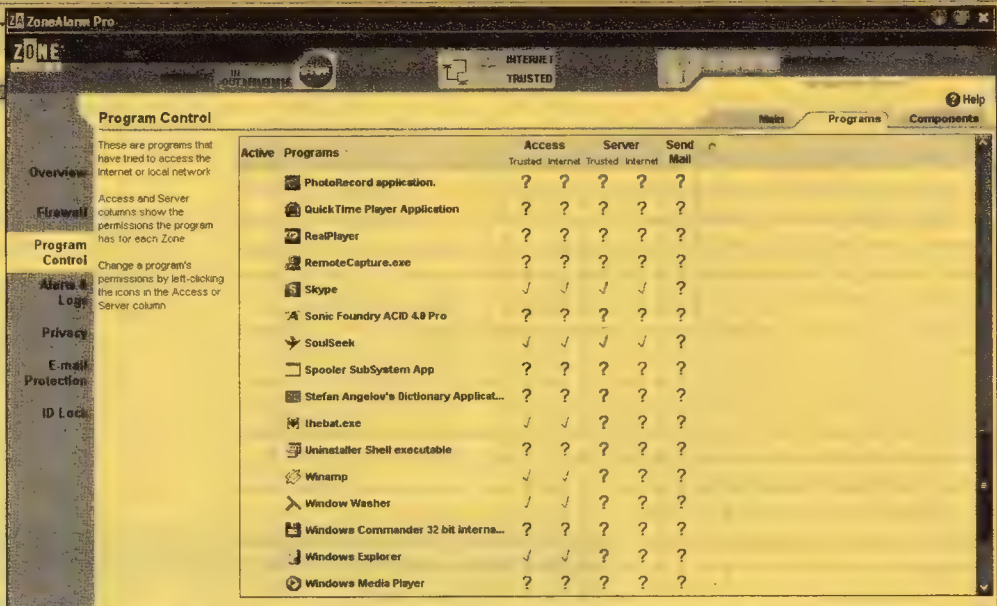 ZA ZoneAlarm Pro
ZONE
IN
OUT
INTERNET
TRUSTED
Help
Program Control
Main
Programs
Components
These are programs that
have tried to access the
Internet or local network
Access and Server
columns show the
permissions the program
has for each Zone
Change a program's
permissions by left-clicking
the icons in the Access or
Server column
Overview
Firewall
Program
Control
Alerts &
Logs
Privacy
E-mail
Protection
ID Lock
Active Programs Access Server Send
Trusted Internet Trusted Internet Mail
PhotoRecord application. ? ? ? ? ?
QuickTime Player Application ? ? ? ? ?
RealPlayer ? ? ? ? ?
RemoteCapture.exe ? ? ? ? ?
Skype √ √ √ √ ?
Sonic Foundry ACID 4.0 Pro ? ? ? ? ?
SoulSeek √ √ √ √ ?
Spooler SubSystem App ? ? ? ? ?
Stefan Angelov's Dictionary Applicat... ? ? ? ? ?
thebat.exe √ √ ? ? ?
Uninstaller Shell executable ? ? ? ? ?
Winamp √ √ ? ? ?
Window Washer √ √ ? ? ?
Windows Commander 32 bit interna... ? ? ? ? ?
Windows Explorer √ √ ? ? ?
Windows Media Player ? ? ? ? ?